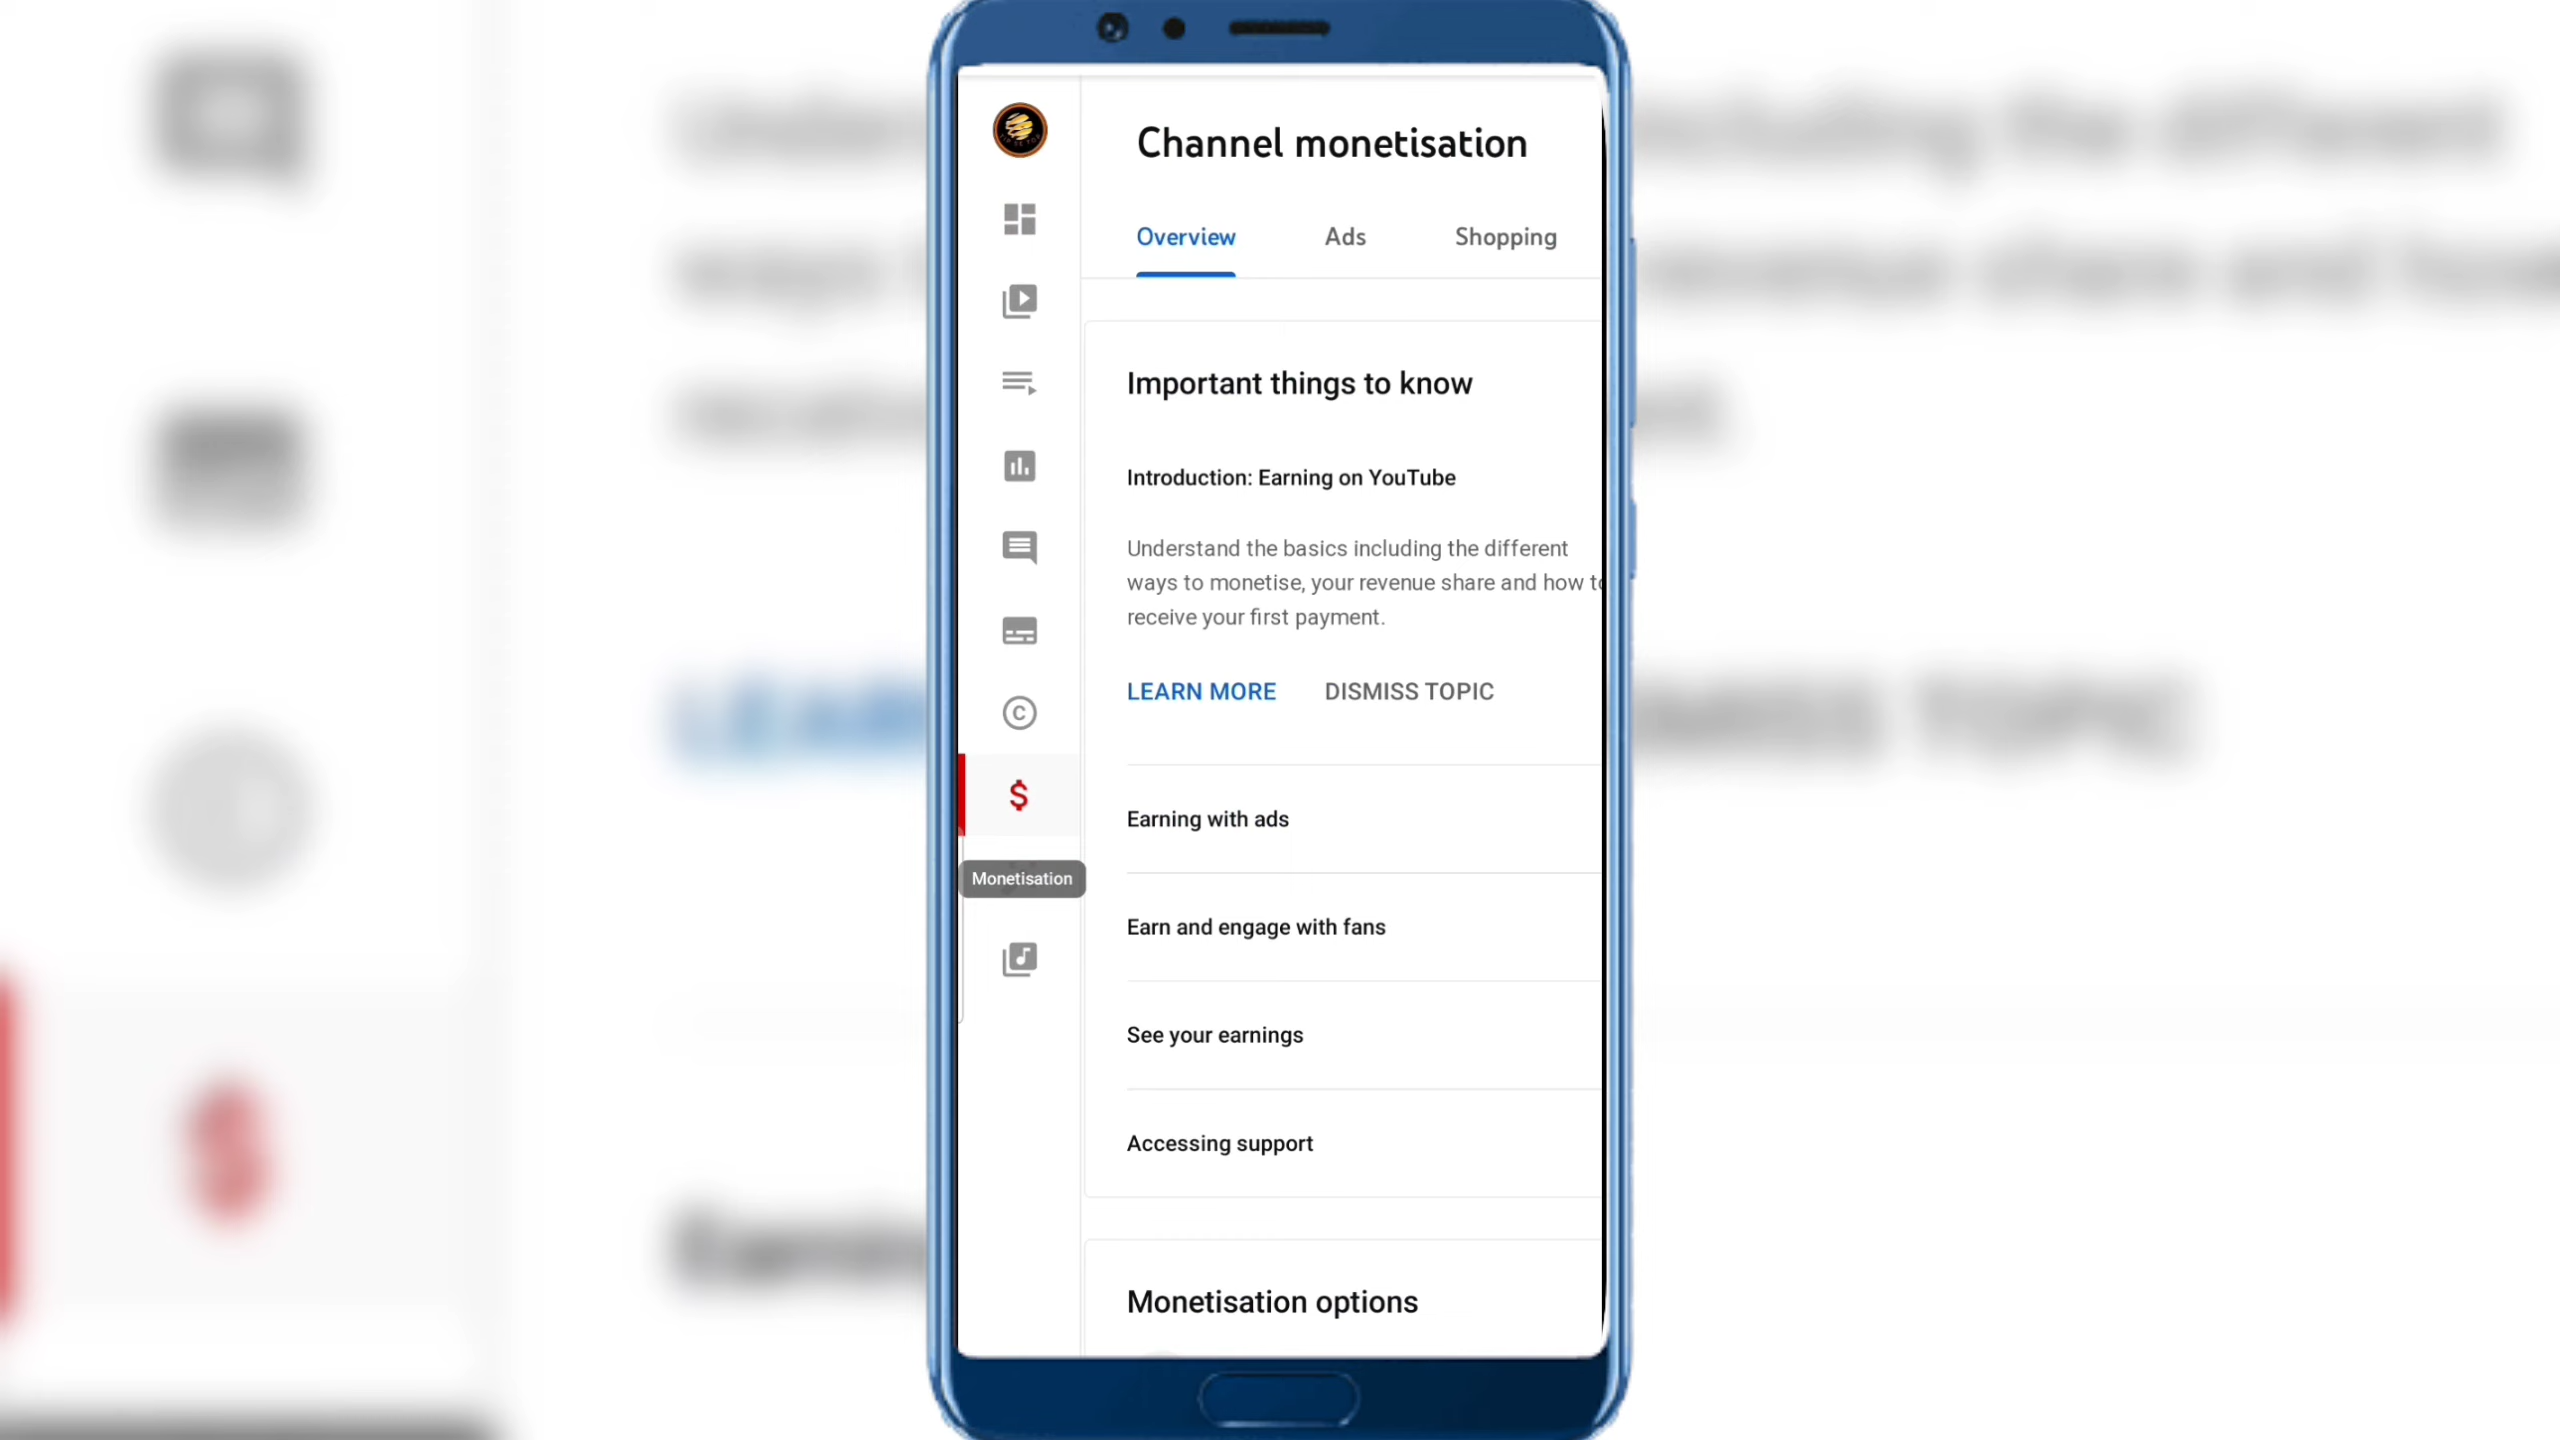 Channel monetisation
Overview Ads Shopping
Important things to know
Introduction: Earning on YouTube
Understand the basics including the different
ways to monetise, your revenue share and how to
receive your first payment.
LEARN MORE DISMISS TOPIC
$
Earning with ads
Monetisation
Earn and engage with fans
See your earnings
Accessing support
Monetisation options